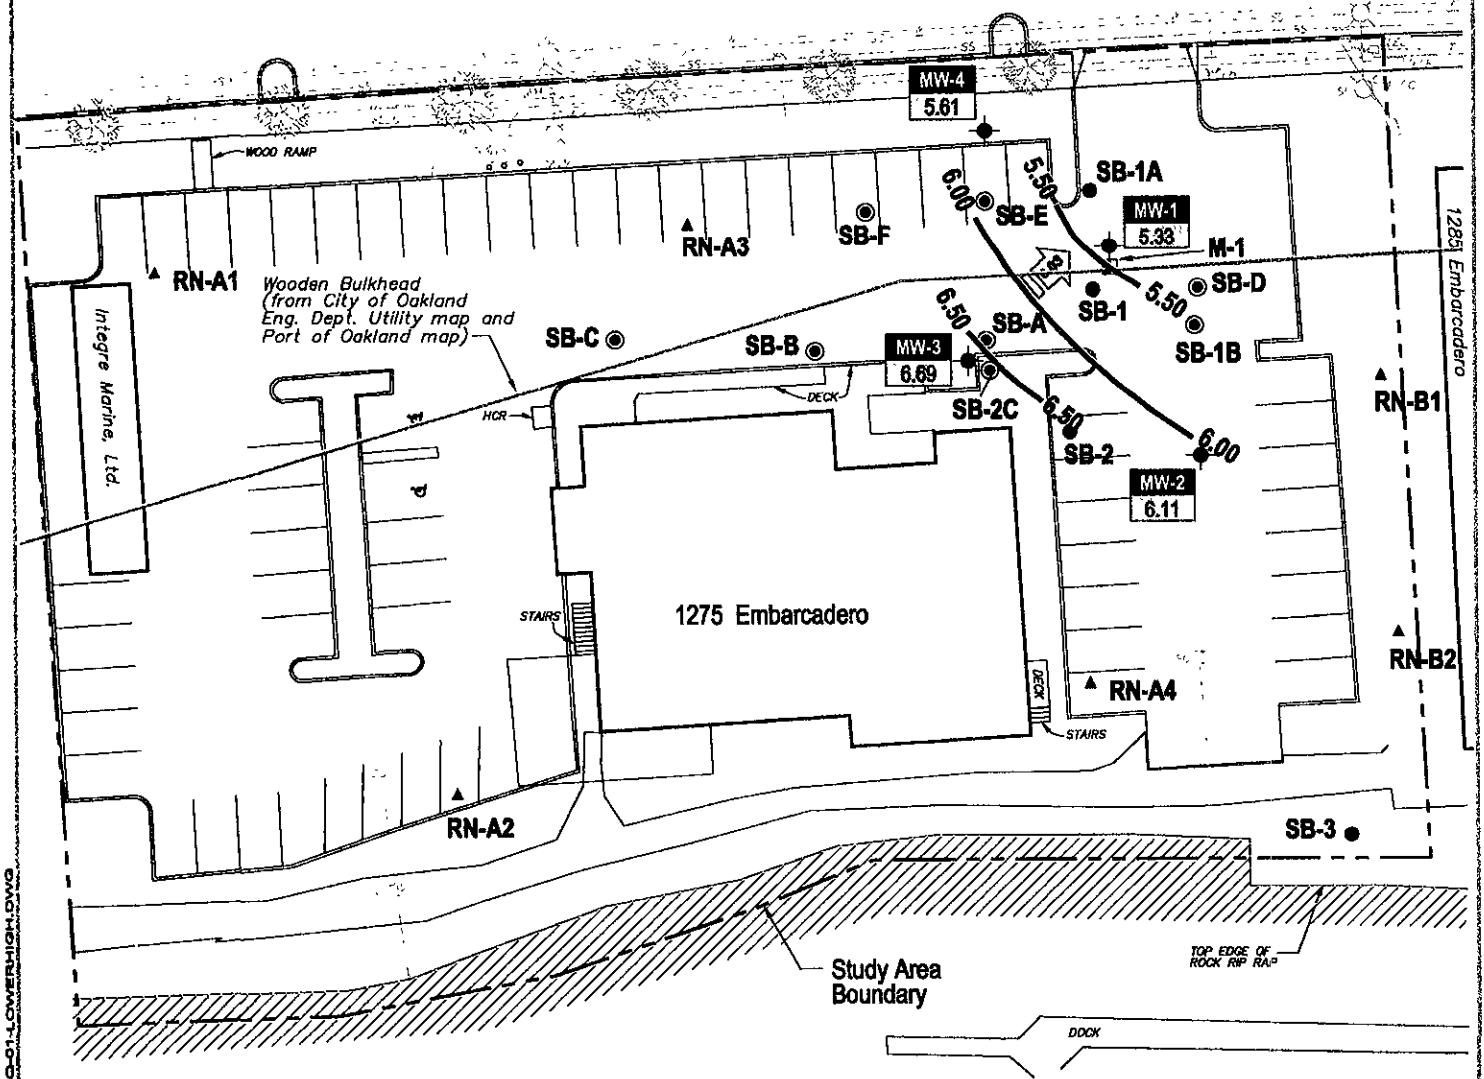 SS
SS
MW-4
5.61
WOOD RAMP
6.00
5.50
SB-1A
SB-E
SB-F
MW-1
5.33
M-1
RN-A3
RN-A1
Wooden Bulkhead
(from City of Oakland
Eng. Dept. Utility map and
Port of Oakland map)
SB-D
5.50
SB-1
6.50
SB-A
SB-C
SB-B
MW-3
6.69
SB-1B
1285 Embarcadero
Integre Marine, Ltd.
HCR
DECK
SB-2C
6.50
SB-2
6.00
RN-B1
MW-2
6.11
STAIRS
1275 Embarcadero
DECK
RN-A4
RN-B2
STAIRS
RN-A2
SB-3
Study Area
Boundary
TOP EDGE OF
ROCK RIP RAP
DOCK
Q-01-LOWERHIGH.DWG